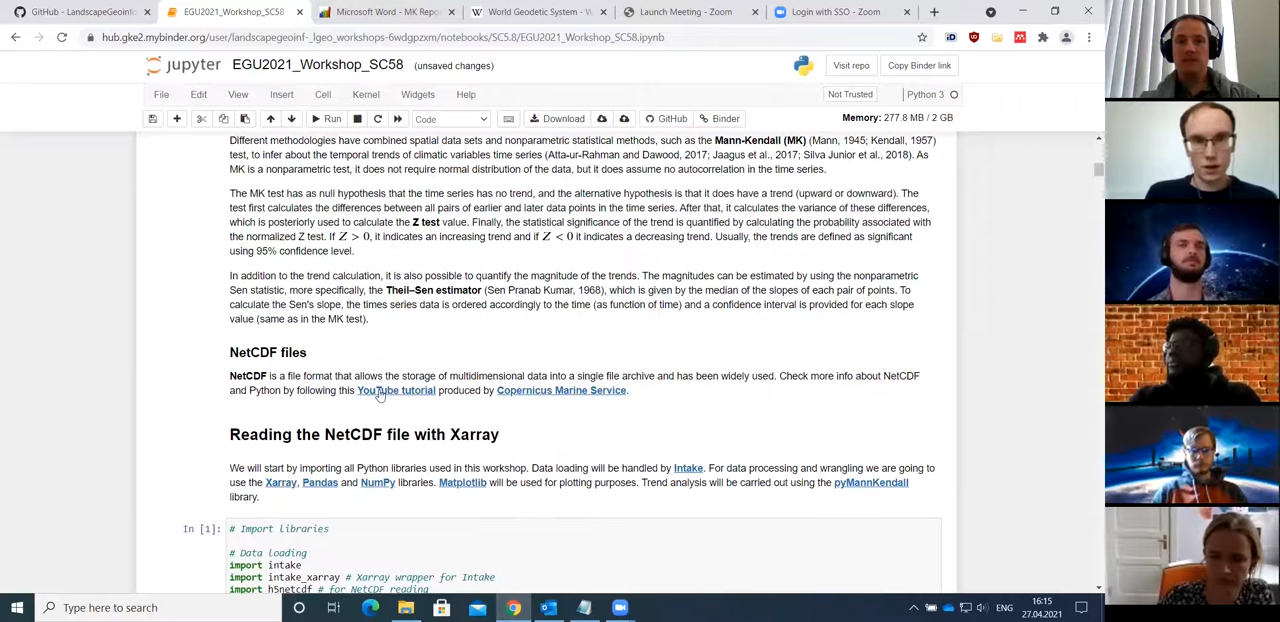 GitHub - LandscapeGeoinf
EGU2021_Workshop_SC58
Microsoft Word - MK Repo
World Geodetic System - W
Launch Meeting - Zoom
Login with SSO - Zoom
hub.gke2.mybinder.org/user/landscapegeoinf-_lgeo_workshops-6wdgpzxm/notebooks/SC5.8/EGU2021_Workshop_SC58.ipynb
jupyter EGU2021_Workshop_SC58 (unsaved changes)
Visit repo
Copy Binder link
File Edit View Insert Cell Kernel Widgets Help
Not Trusted
Python 3
Run
Code
Download
GitHub
Binder
Memory: 277.8 MB / 2 GB
Different methodologies have combined spatial data sets and nonparametric statistical methods, such as the Mann-Kendall (MK) (Mann, 1945; Kendall, 1957)
test, to infer about the temporal trends of climatic variables time series (Atta-ur-Rahman and Dawood, 2017; Jaagus et al., 2017; Silva Junior et al., 2018). As
MK is a nonparametric test, it does not require normal distribution of the data, but it does assume no autocorrelation in the time series.
The MK test has as null hypothesis that the time series has no trend, and the alternative hypothesis is that it does have a trend (upward or downward). The
test first calculates the differences between all pairs of earlier and later data points in the time series. After that, it calculates the variance of these differences,
which is posteriorly used to calculate the Z test value. Finally, the statistical significance of the trend is quantified by calculating the probability associated with
the normalized Z test. If Z > 0, it indicates an increasing trend and if Z < 0 it indicates a decreasing trend. Usually, the trends are defined as significant
using 95% confidence level.
In addition to the trend calculation, it is also possible to quantify the magnitude of the trends. The magnitudes can be estimated by using the nonparametric
Sen statistic, more specifically, the Theil–Sen estimator (Sen Pranab Kumar, 1968), which is given by the median of the slopes of each pair of points. To
calculate the Sen's slope, the times series data is ordered accordingly to the time (as function of time) and a confidence interval is provided for each slope
value (same as in the MK test).
NetCDF files
NetCDF is a file format that allows the storage of multidimensional data into a single file archive and has been widely used. Check more info about NetCDF
and Python by following this YouTube tutorial produced by Copernicus Marine Service.
Reading the NetCDF file with Xarray
We will start by importing all Python libraries used in this workshop. Data loading will be handled by Intake. For data processing and wrangling we are going to
use the Xarray, Pandas and NumPy libraries. Matplotlib will be used for plotting purposes. Trend analysis will be carried out using the pyMannKendall
library.
In [1]:
# Import libraries
# Data loading
import intake
import intake_xarray # Xarray wrapper for Intake
import h5netcdf # for NetCDF reading
Type here to search
ENG
16:15
27.04.2021